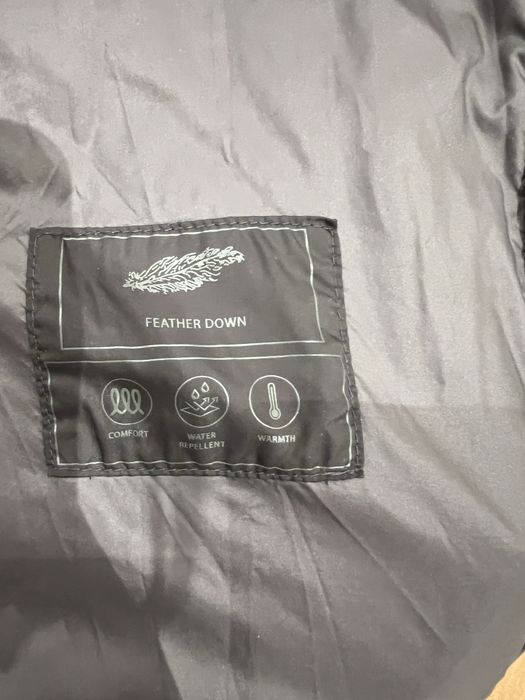 FEATHER DOWN
COMFORT
WATER
REPELLENT
WARMTH